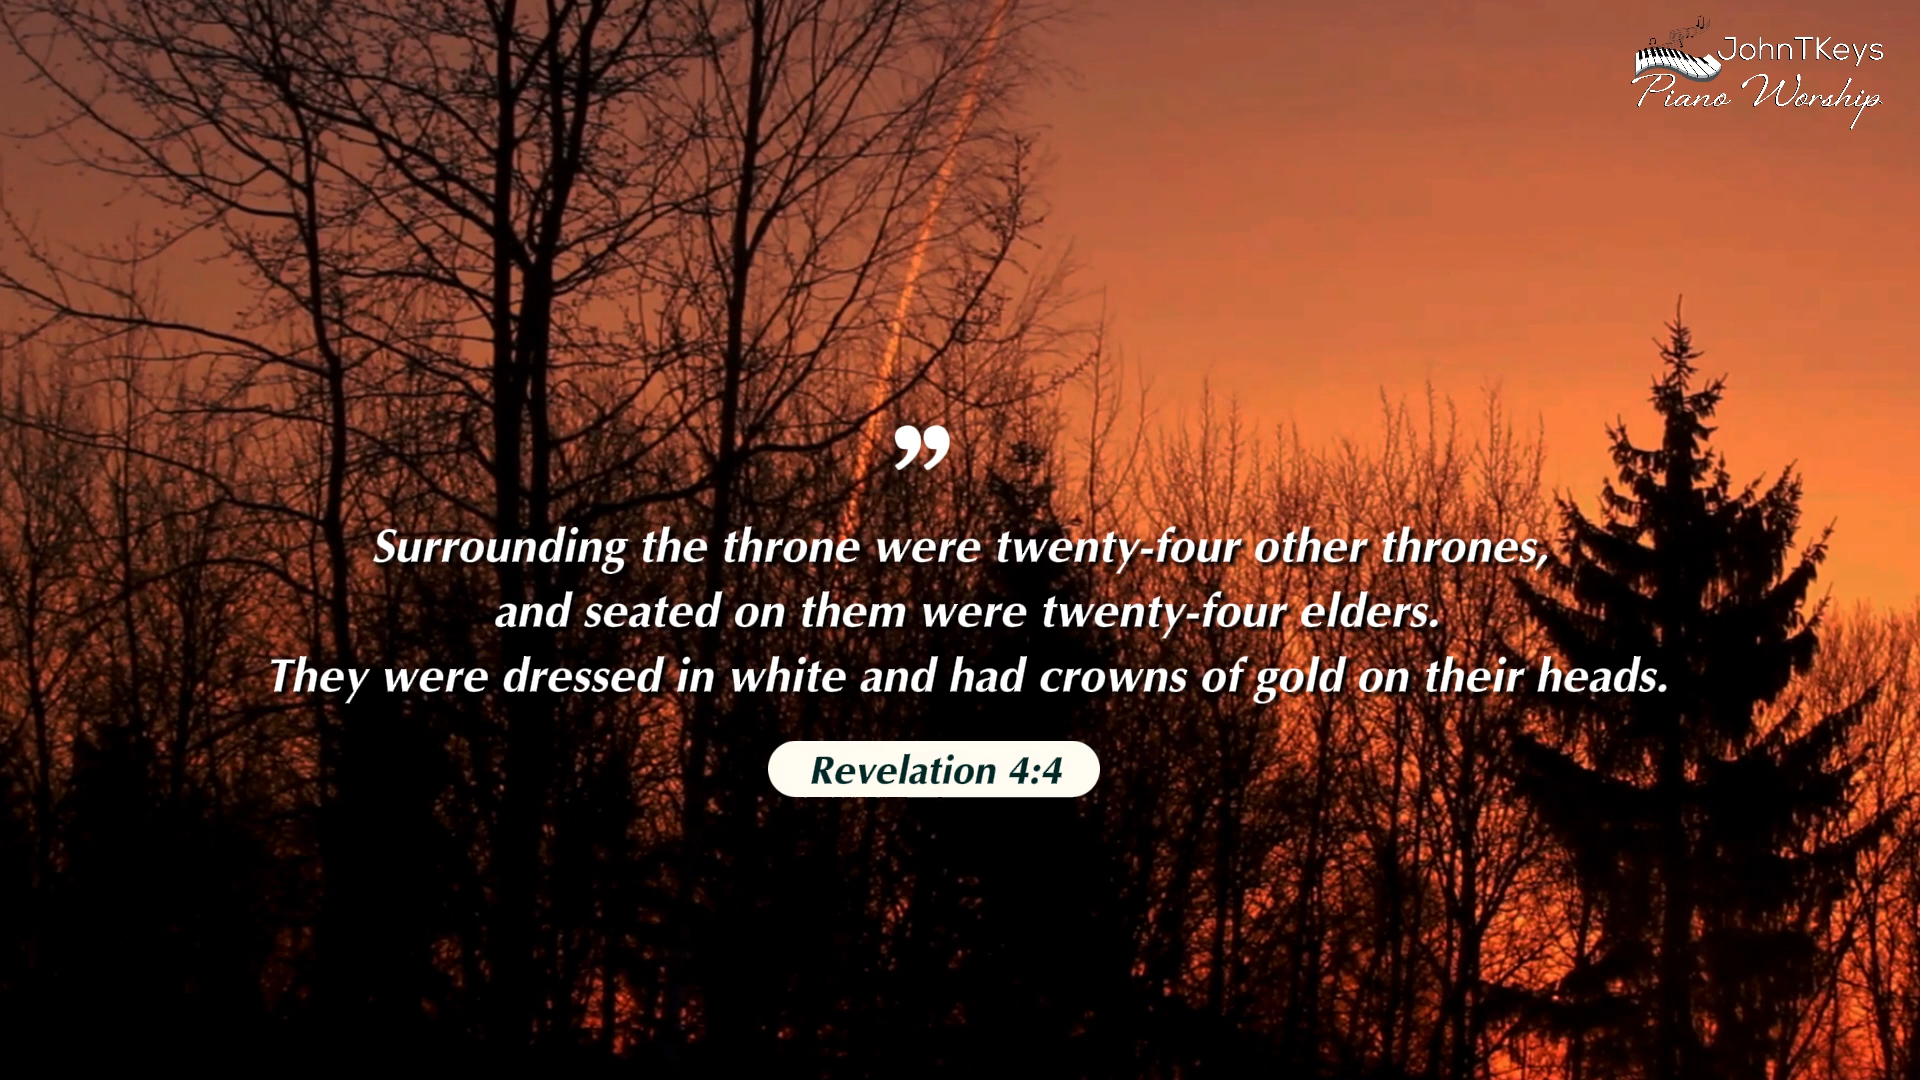 JohnTKeys
Piano Worship
”
Surrounding the throne were twenty-four other thrones,
and seated on them were twenty-four elders.
They were dressed in white and had crowns of gold on their heads.
Revelation 4:4